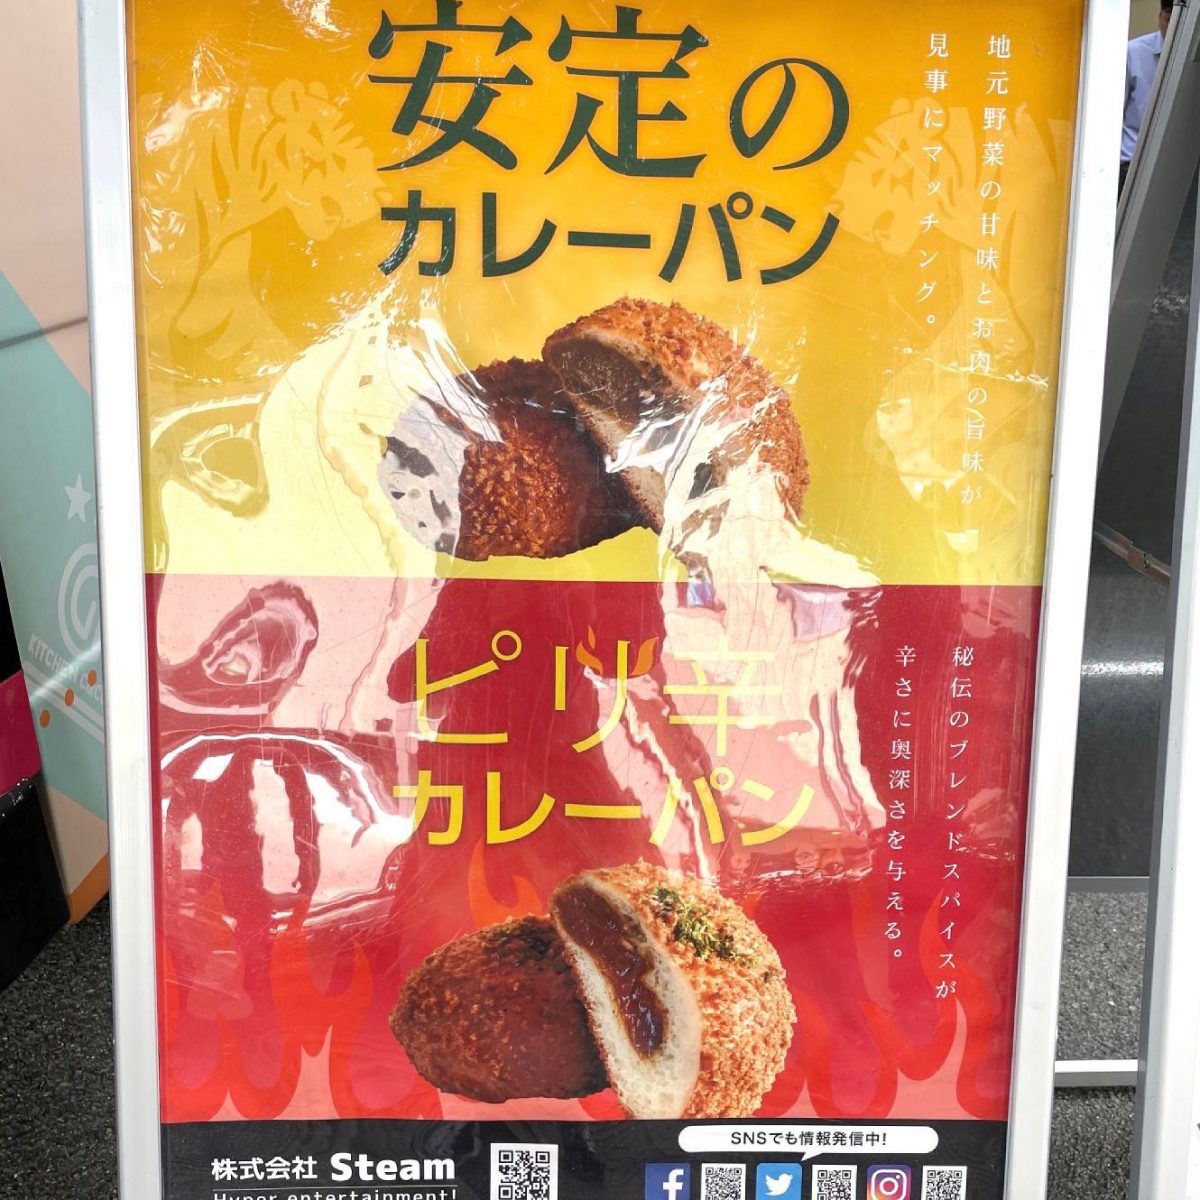 安定の
カレーパン
地元野菜の甘味とお肉の旨味が
見事にマッチング。
ピリ辛
カレーパン
秘伝のブレンドスパイスが
辛さに奥深さを与える。
SNSでも情報発信中!
株式会社 Steam
Hyper entertainment!